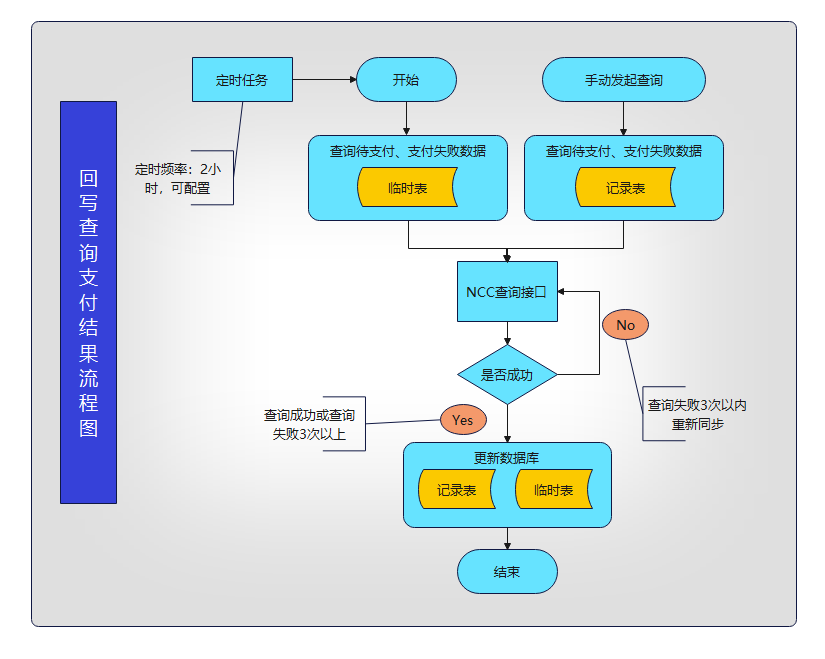 回写查询支付结果流程图
定时任务
开始
手动发起查询
定时频率：2小
时，可配置
查询待支付、支付失败数据
临时表
查询待支付、支付失败数据
记录表
NCC查询接口
No
是否成功
查询失败3次以内
重新同步
查询成功或查询
失败3次以上
Yes
更新数据库
记录表
临时表
结束